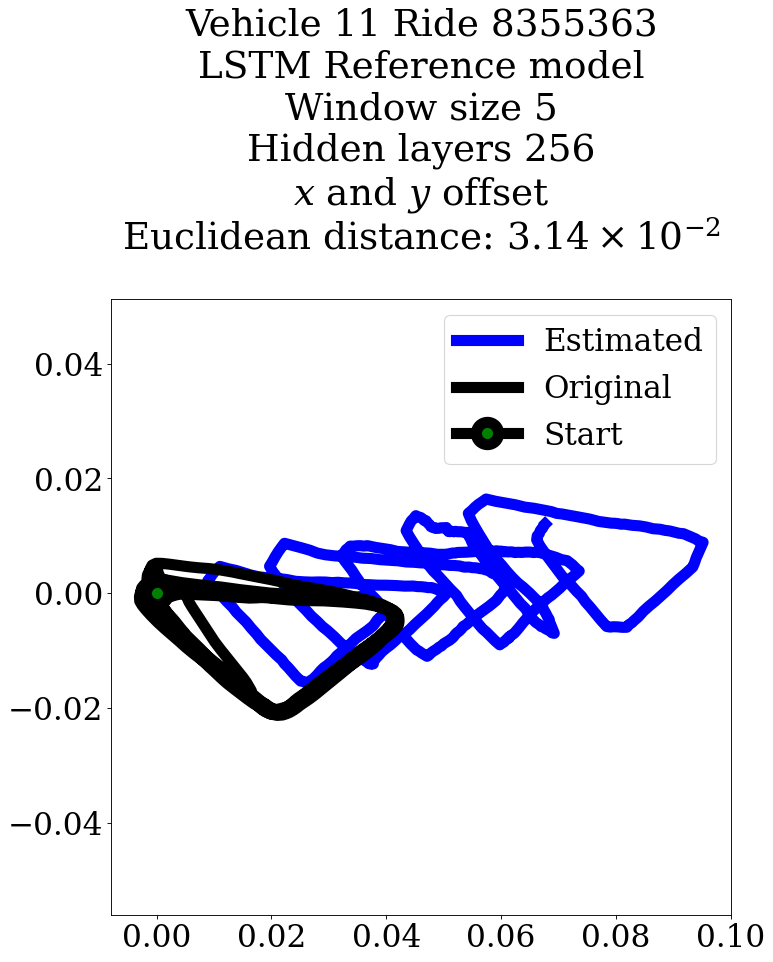 Vehicle 11 Ride 8355363
LSTM Reference model
Window size 5
Hidden layers 256
x and y offset
Euclidean distance: 3.14 × 10⁻²
Estimated
Original
Start
0.04
0.02
0.00
−0.02
−0.04
0.00 0.02 0.04 0.06 0.08 0.10